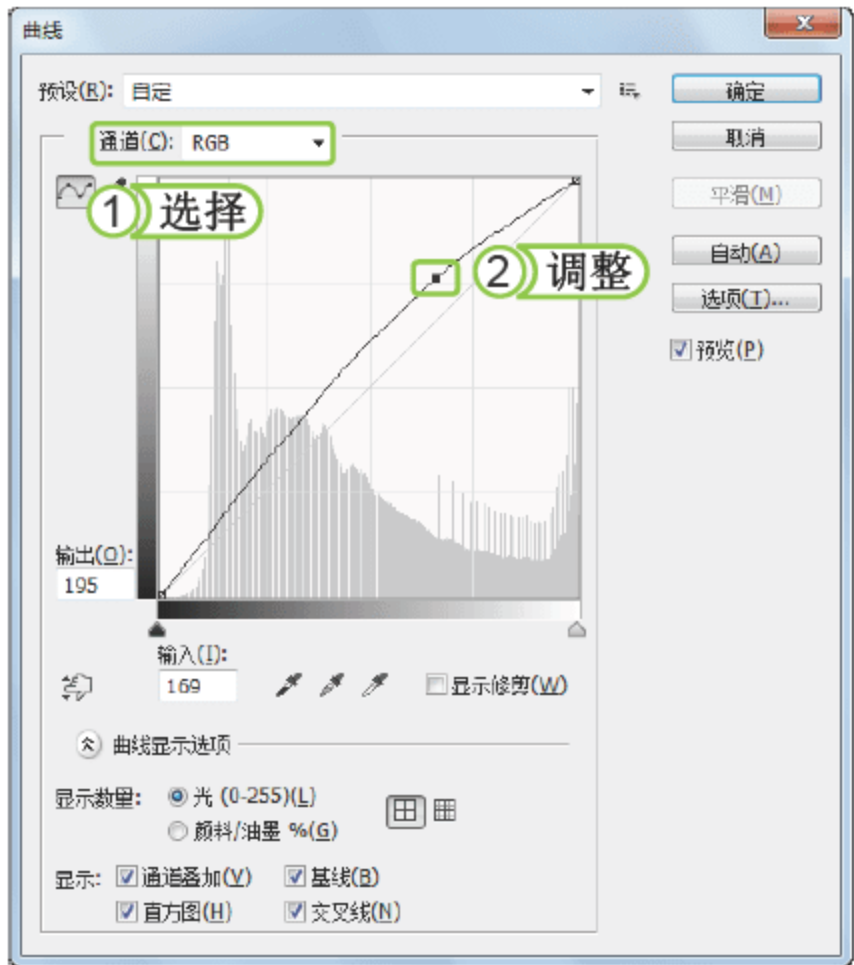 曲线
预设(R): 自定
确定
通道(C): RGB
取消
① 选择
平滑(M)
② 调整
自动(A)
选项(T)...
预览(P)
输出(O):
195
输入(I):
169
显示修剪(W)
曲线显示选项
显示数量: 光 (0-255)(L)
颜料/油墨 %(G)
显示: 通道叠加(V) 基线(B)
直方图(H) 交叉线(N)